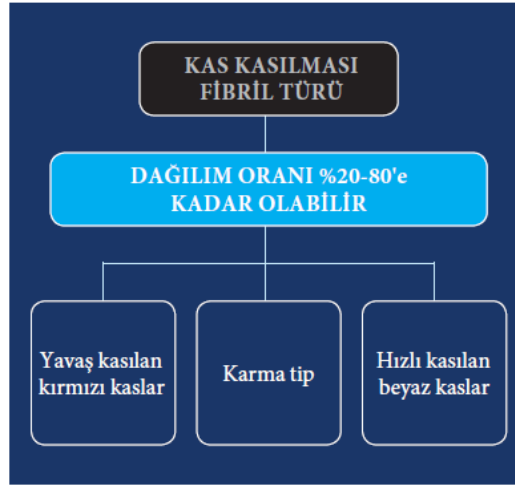 KAS KASILMASI
FİBRİL TÜRÜ
DAĞILIM ORANI %20-80'e
KADAR OLABİLİR
Yavaş kasılan
kırmızı kaslar
Karma tip
Hızlı kasılan
beyaz kaslar